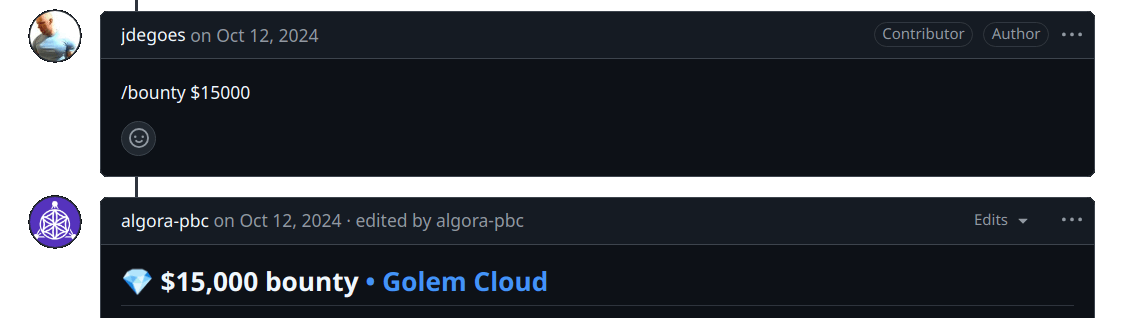 jdegoes on Oct 12, 2024 Contributor Author
/bounty $15000
algora-pbc on Oct 12, 2024 · edited by algora-pbc Edits
💎 $15,000 bounty • Golem Cloud